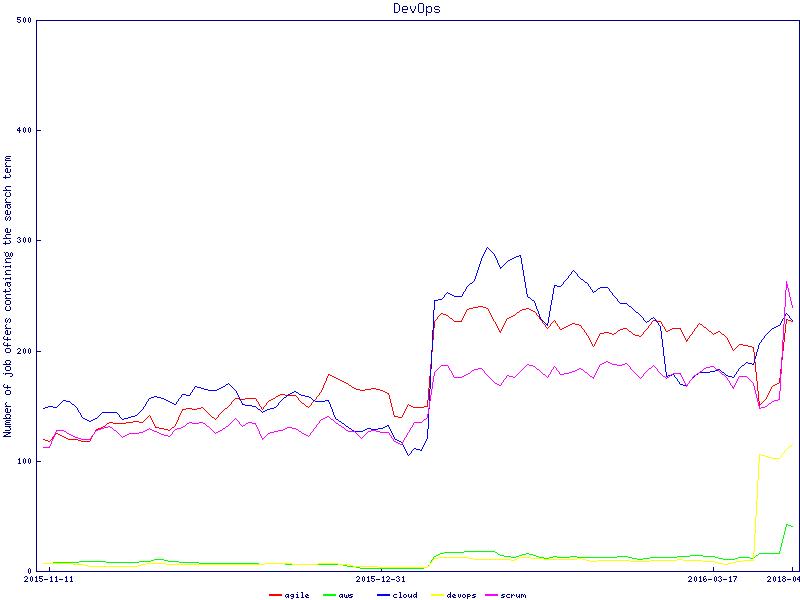 DevOps
Number of job offers containing the search term
500
400
300
200
100
0
2015-11-11 2015-12-31 2016-03-17 2018-04
agile aws cloud devops scrum